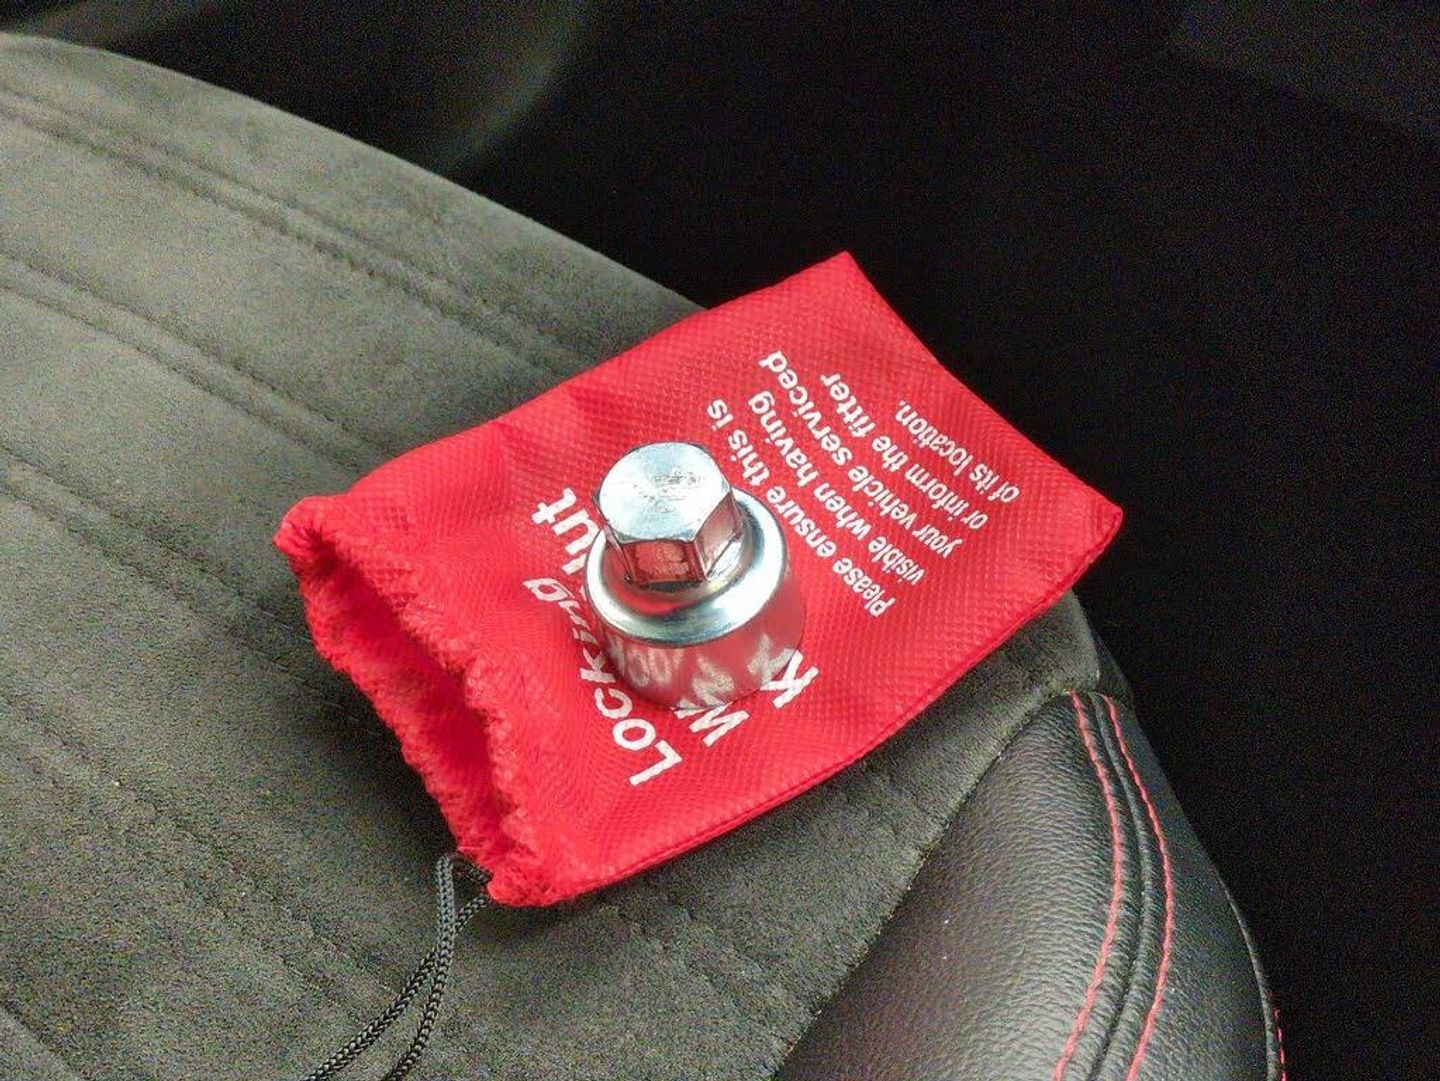 Locking
Please ensure this is
visible when having
your vehicle serviced
or inform the fitter
of its location.